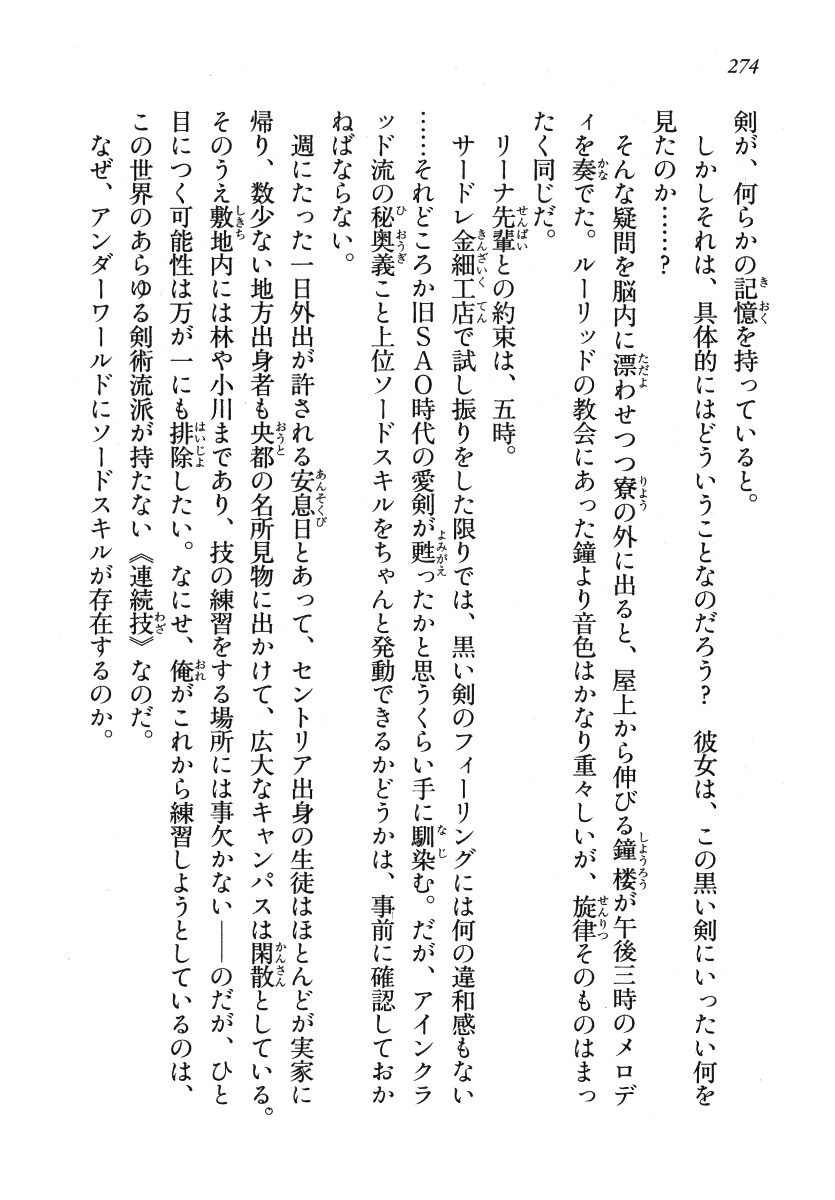 274
剣が、何らかの記憶を持っていると。
しかしそれは、具体的にはどういうことなのだろう？　彼女は、この黒い剣にいったい何を
見たのか……？
そんな疑問を脳内に漂わせつつ寮の外に出ると、屋上から伸びる鐘楼が午後三時のメロデ
ィを奏でた。ルーリッドの教会にあった鐘より音色はかなり重々しいが、旋律そのものはまっ
たく同じだ。
リーナ先輩との約束は、五時。
サードレ金細工店で試し振りをした限りでは、黒い剣のフィーリングには何の違和感もない
……それどころか旧ＳＡＯ時代の愛剣が甦ったかと思うくらい手に馴染む。だが、アインクラ
ッド流の秘奥義こと上位ソードスキルをちゃんと発動できるかどうかは、事前に確認しておか
ねばならない。
週にたった一日外出が許される安息日とあって、セントリア出身の生徒はほとんどが実家に
帰り、数少ない地方出身者も央都の名所見物に出かけて、広大なキャンパスは閑散としている。
そのうえ敷地内には林や小川まであり、技の練習をする場所には事欠かない――のだが、ひと
目につく可能性は万が一にも排除したい。なにせ、俺がこれから練習しようとしているのは、
この世界のあらゆる剣術流派が持たない《連続技》なのだ。
なぜ、アンダーワールドにソードスキルが存在するのか。